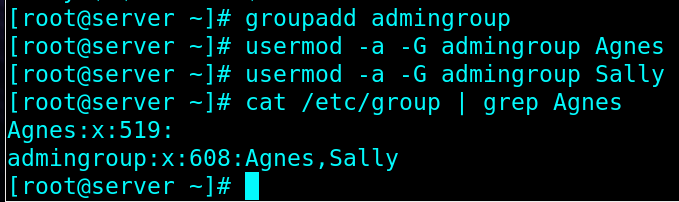 [root@server ~]# groupadd admingroup
[root@server ~]# usermod -a -G admingroup Agnes
[root@server ~]# usermod -a -G admingroup Sally
[root@server ~]# cat /etc/group | grep Agnes
Agnes:x:519:
admingroup:x:608:Agnes,Sally
[root@server ~]#